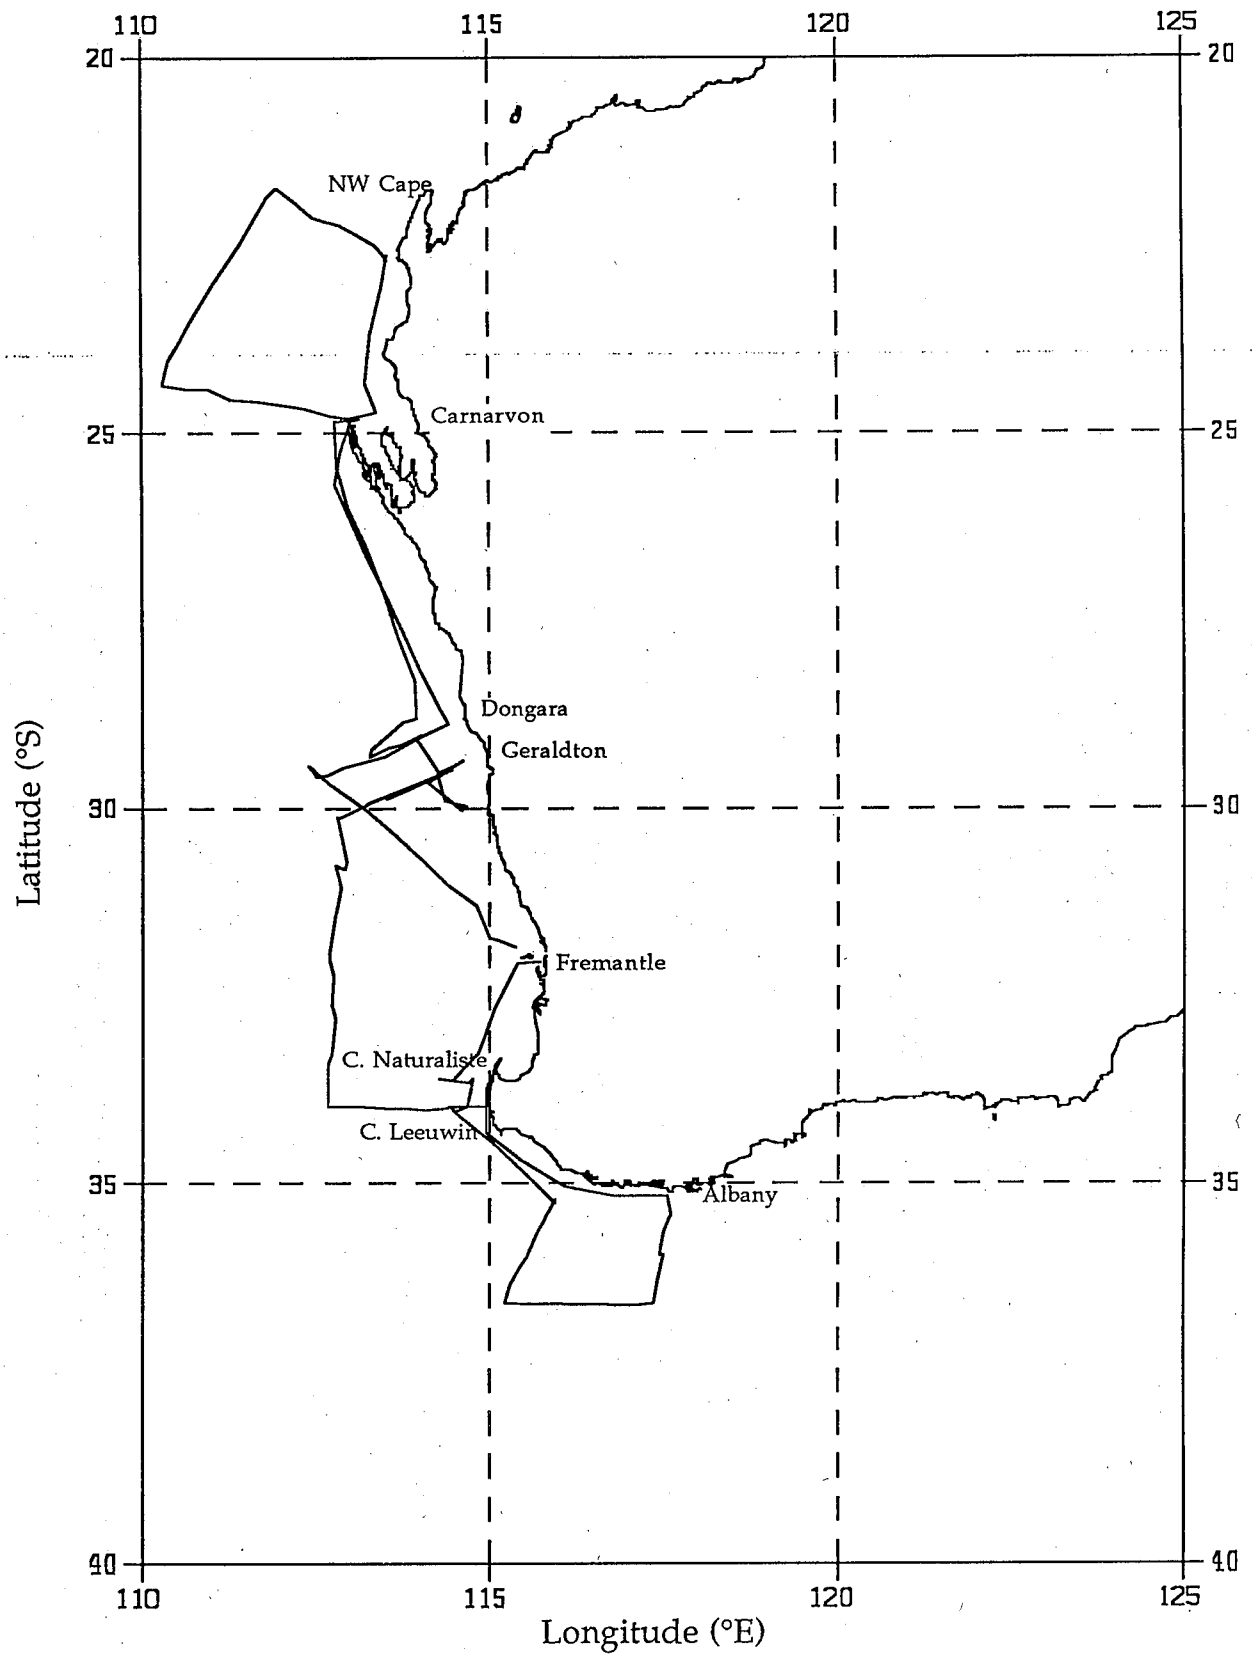 110 115 120 125
20 20
NW Cape
Carnarvon
25 25
Dongara
Geraldton
30 30
Latitude (°S)
Fremantle
C. Naturaliste
C. Leeuwin
35 35
Albany
40 40
110 115 120 125
Longitude (°E)